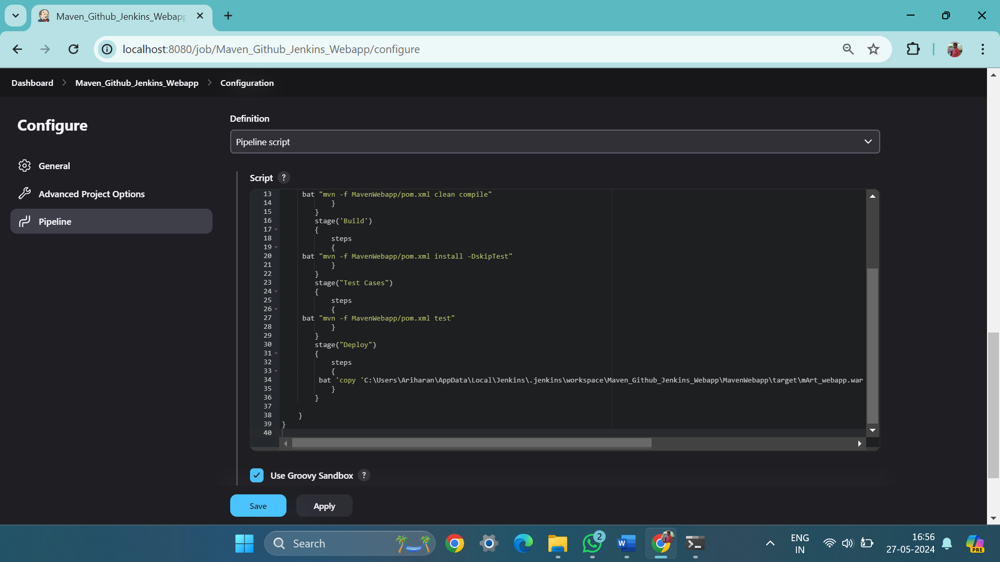 Maven_Github_Jenkins_Webapp
localhost:8080/job/Maven_Github_Jenkins_Webapp/configure
Dashboard > Maven_Github_Jenkins_Webapp > Configuration
Configure
General
Advanced Project Options
Pipeline
Definition
Pipeline script
Script ?
13 bat "mvn -f MavenWebapp/pom.xml clean compile"
14 }
15 }
16 stage('Build')
17 {
18 steps
19 {
20 bat "mvn -f MavenWebapp/pom.xml install -DskipTest"
21 }
22 }
23 stage("Test Cases")
24 {
25 steps
26 {
27 bat "mvn -f MavenWebapp/pom.xml test"
28 }
29 }
30 stage("Deploy")
31 {
32 steps
33 {
34 bat 'copy 'C:\Users\Ariharan\AppData\Local\Jenkins\.jenkins\workspace\Maven_Github_Jenkins_Webapp\MavenWebapp\target\mArt_webapp.war
35 }
36 }
37
38 }
39 }
40
Use Groovy Sandbox ?
Save
Apply
Search
2
W
ENG
IN
16:56
27-05-2024
PRE